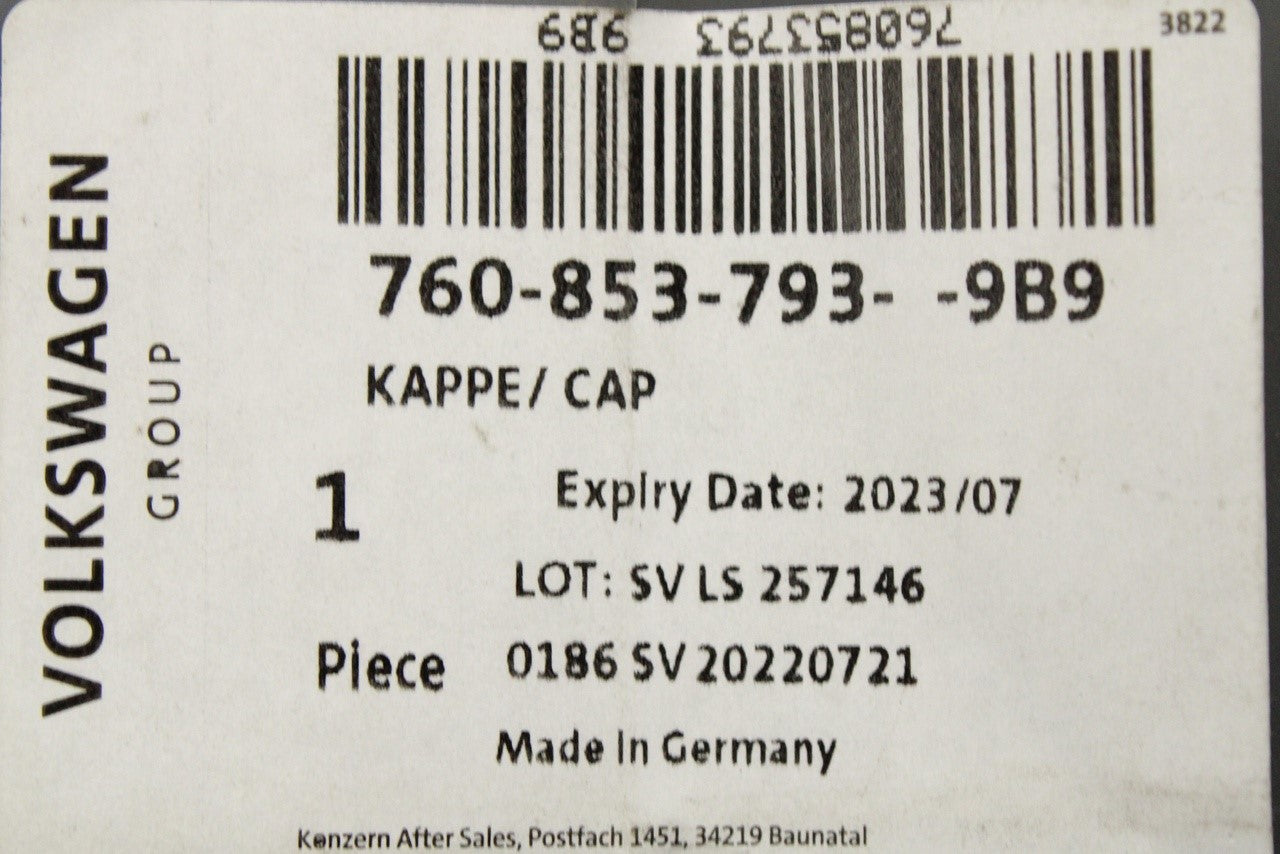 760853793 9B9
3822
760-853-793- -9B9
KAPPE/ CAP
1
Expiry Date: 2023/07
LOT: SV LS 257146
Piece
0186 SV 20220721
Made in Germany
Konzern After Sales, Postfach 1451, 34219 Baunatal
VOLKSWAGEN
GROUP